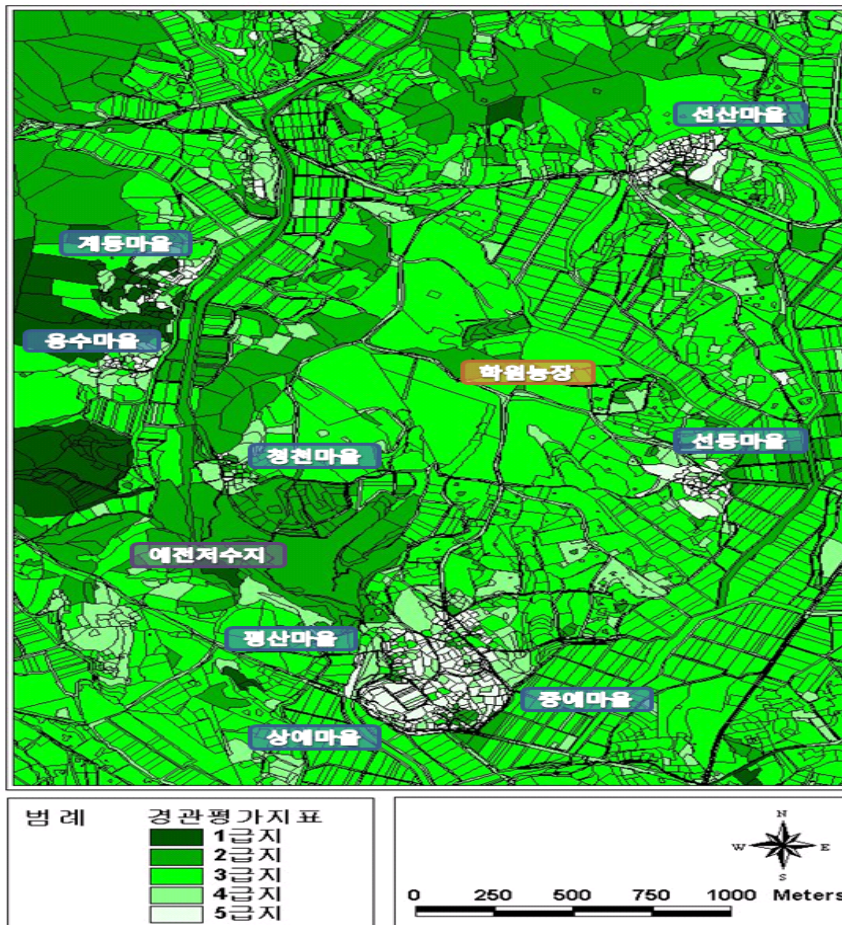 선산마을
계동마을
용수마을
학원농장
선동마을
청천마을
예전저수지
평산마을
중예마을
상예마을
범 례
경관평가지표
1급지
2급지
3급지
4급지
5급지
N
W E
S
0 250 500 750 1000 Meters